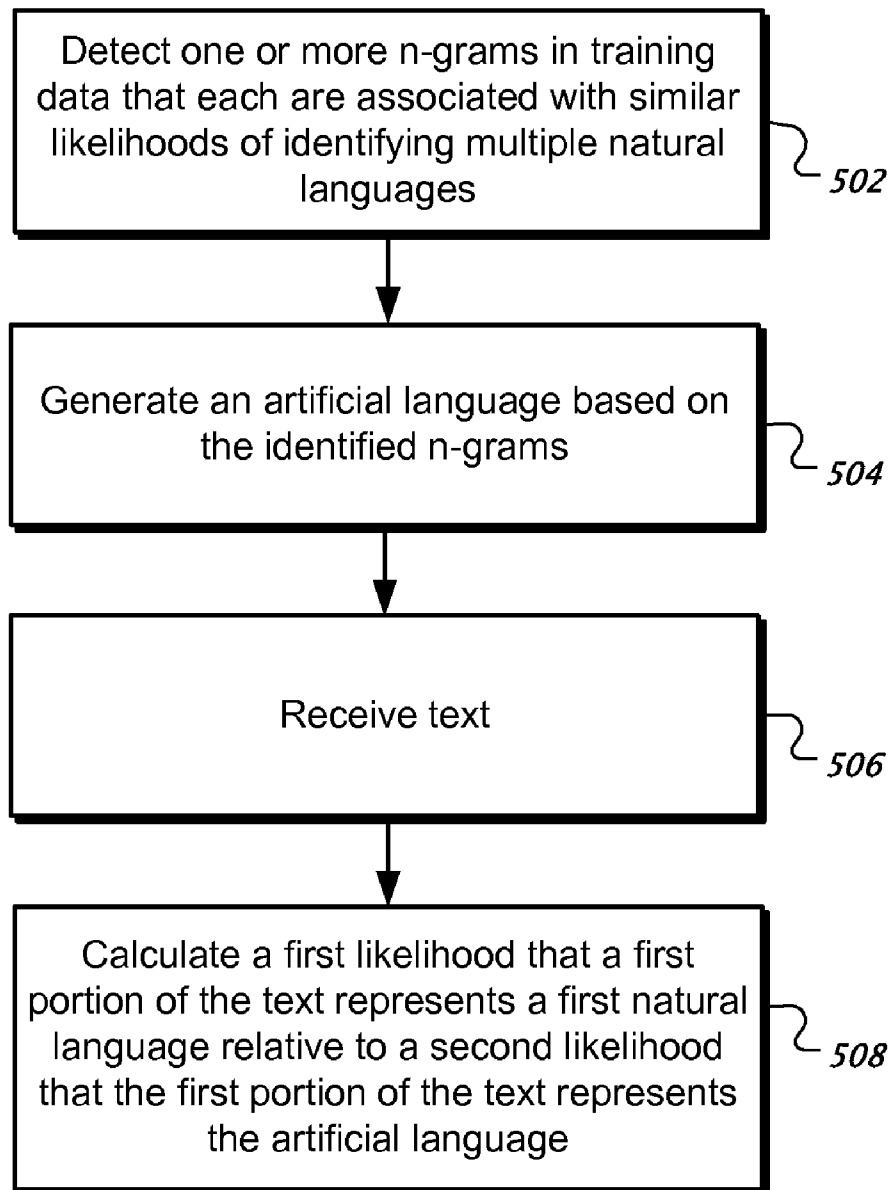 Detect one or more n-grams in training
data that each are associated with similar
likelihoods of identifying multiple natural
languages
502
Generate an artificial language based on
the identified n-grams
504
Receive text
506
Calculate a first likelihood that a first
portion of the text represents a first natural
language relative to a second likelihood
that the first portion of the text represents
the artificial language
508